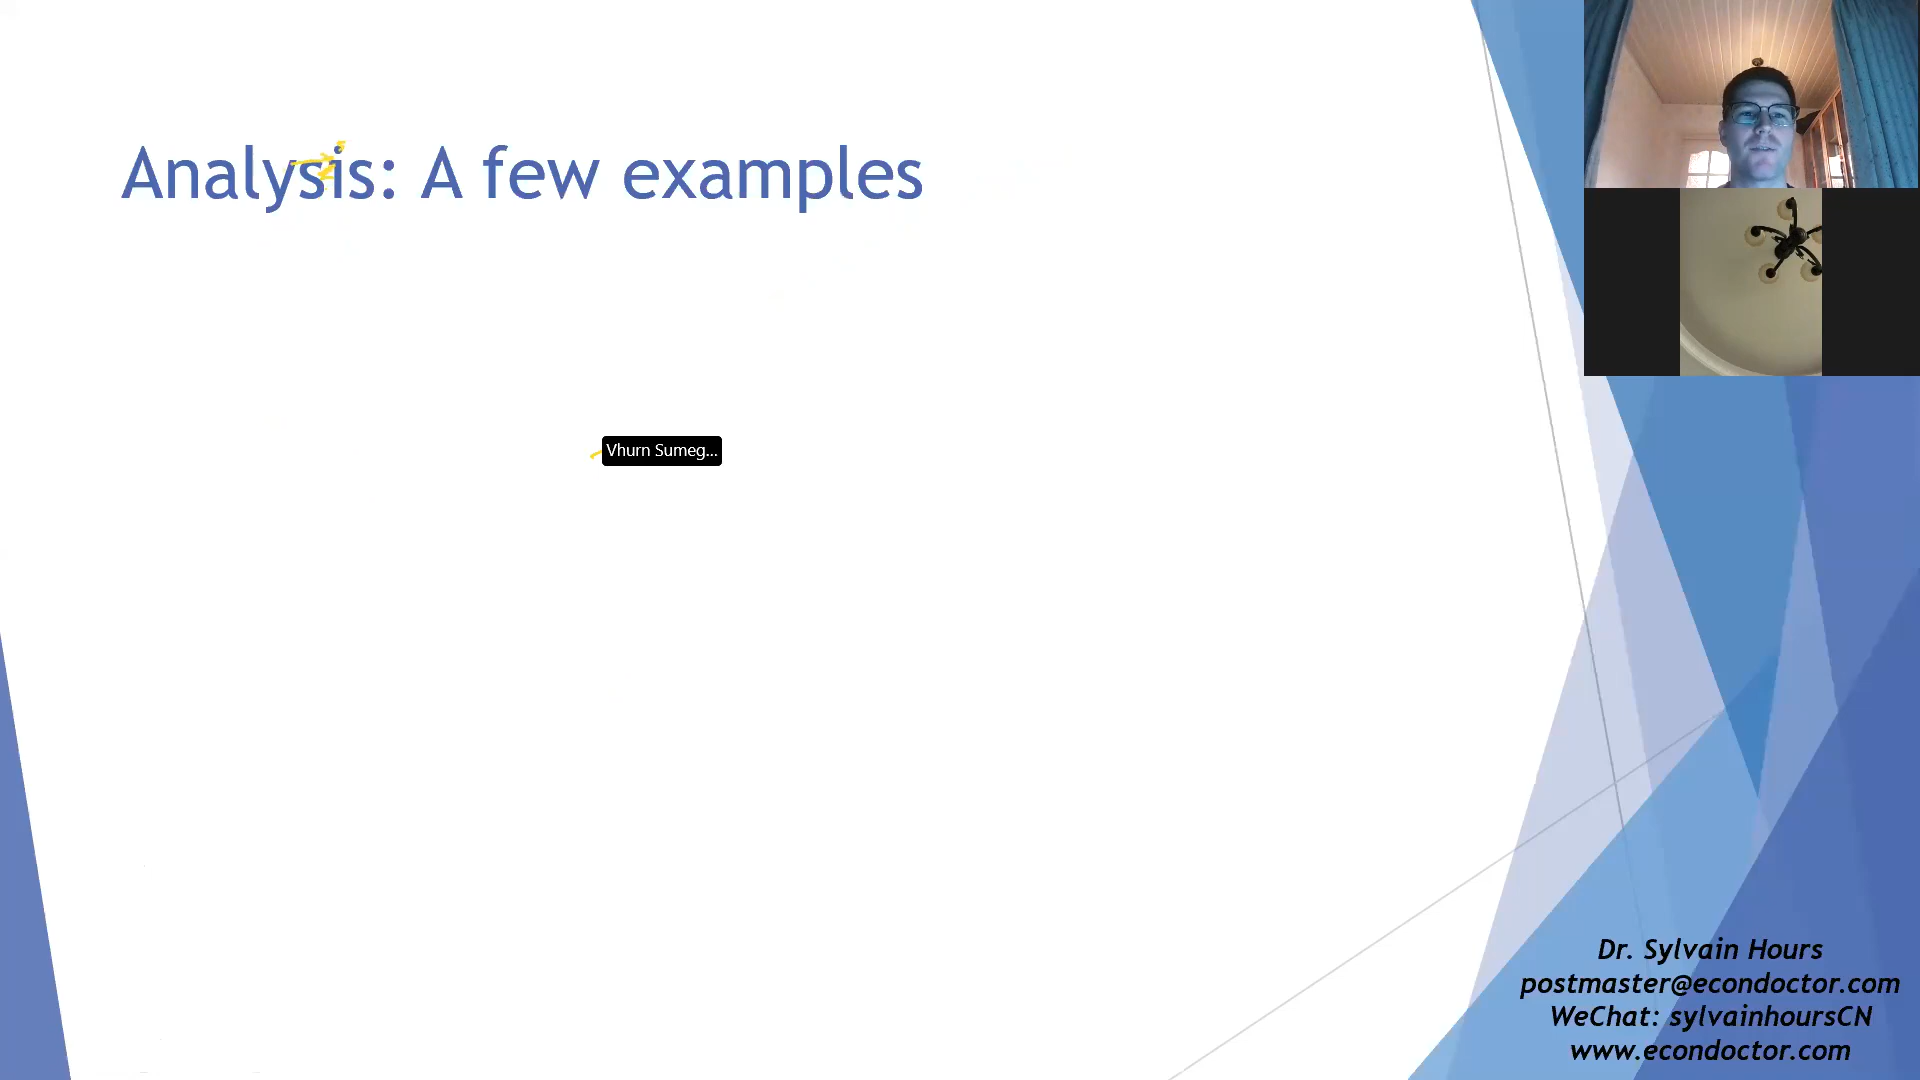 Analysis: A few examples
Vhurn Sumeg...
Dr. Sylvain Hours
postmaster@econdoctor.com
WeChat: sylvainhoursCN
www.econdoctor.com